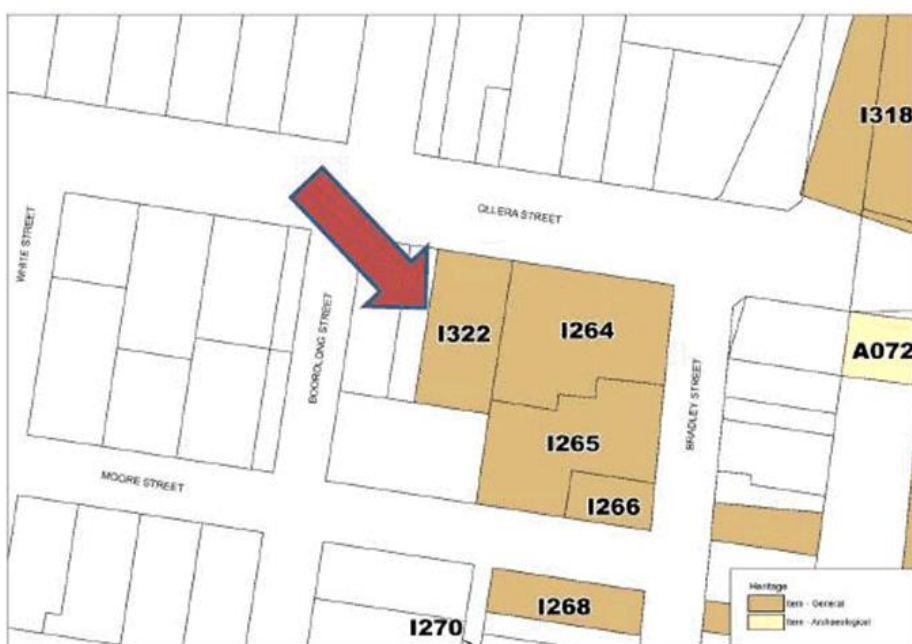 I318
OLLERA STREET
WHITE STREET
BOOROLONG STREET
I322
I264
A072
BRADLEY STREET
I265
MOORE STREET
I266
I268
I270
Heritage
Item - General
Item - Archaeological